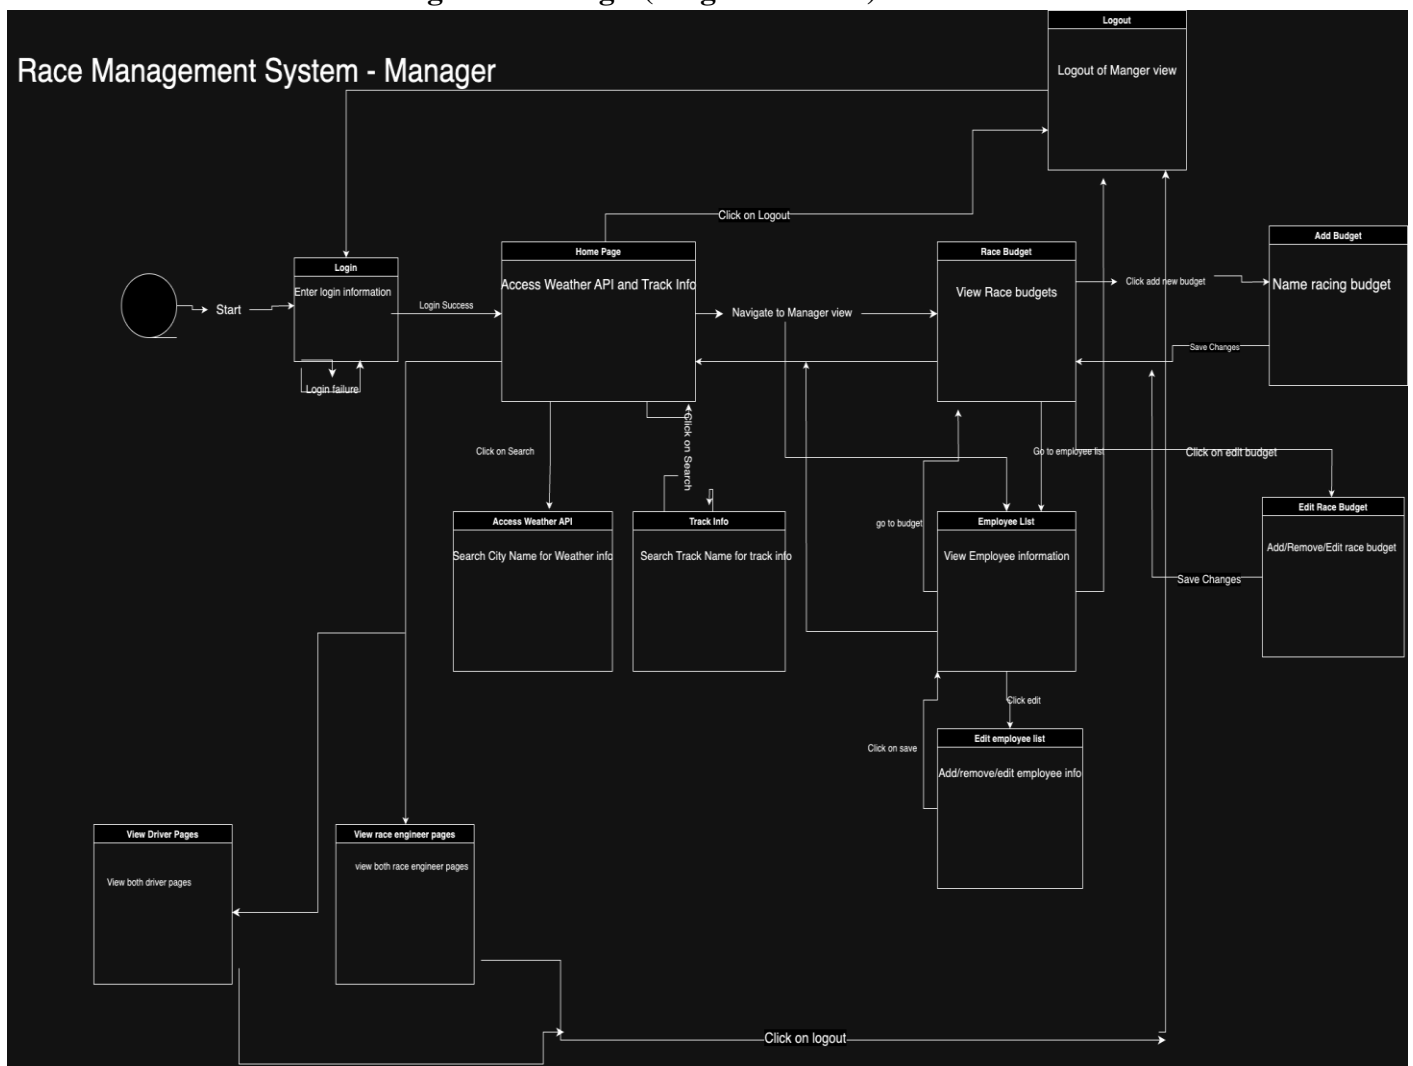 Logout
Race Management System - Manager
Logout of Manger view
Click on Logout
Add Budget
Home Page
Race Budget
Login
Enter login information
Access Weather API and Track Info
View Race budgets
Click add new budget
Name racing budget
Start
Login Success
Navigate to Manager view
Save Changes
Login failure
Click on Search
Click on Search
Go to employee list
Click on edit budget
Edit Race Budget
Access Weather API
Track Info
go to budget
Employee List
Search City Name for Weather info
Search Track Name for track info
View Employee information
Add/Remove/Edit race budget
Save Changes
Click edit
Edit employee list
Click on save
Add/remove/edit employee info
View Driver Pages
View race engineer pages
view both race engineer pages
View both driver pages
Click on logout